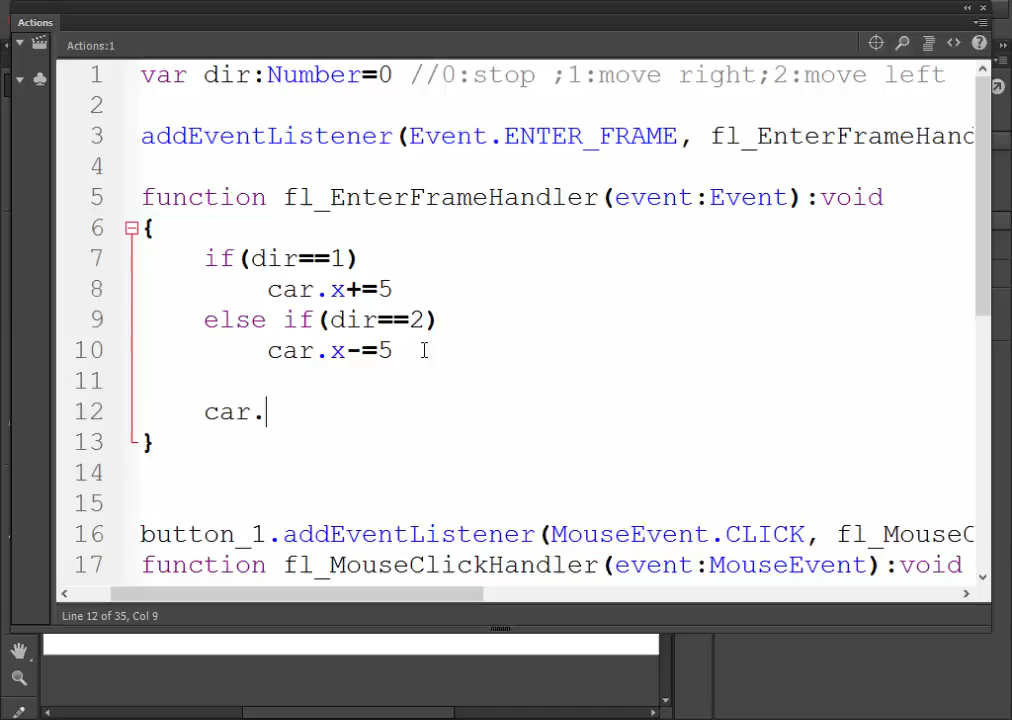 Actions
Actions:1
1 var dir:Number=0 //0:stop ;1:move right;2:move left
2
3 addEventListener(Event.ENTER_FRAME, fl_EnterFrameHand
4
5 function fl_EnterFrameHandler(event:Event):void
6 {
7 if(dir==1)
8 car.x+=5
9 else if(dir==2)
10 car.x-=5
11
12 car.
13 }
14
15
16 button_1.addEventListener(MouseEvent.CLICK, fl_MouseC
17 function fl_MouseClickHandler(event:MouseEvent):void
Line 12 of 35, Col 9